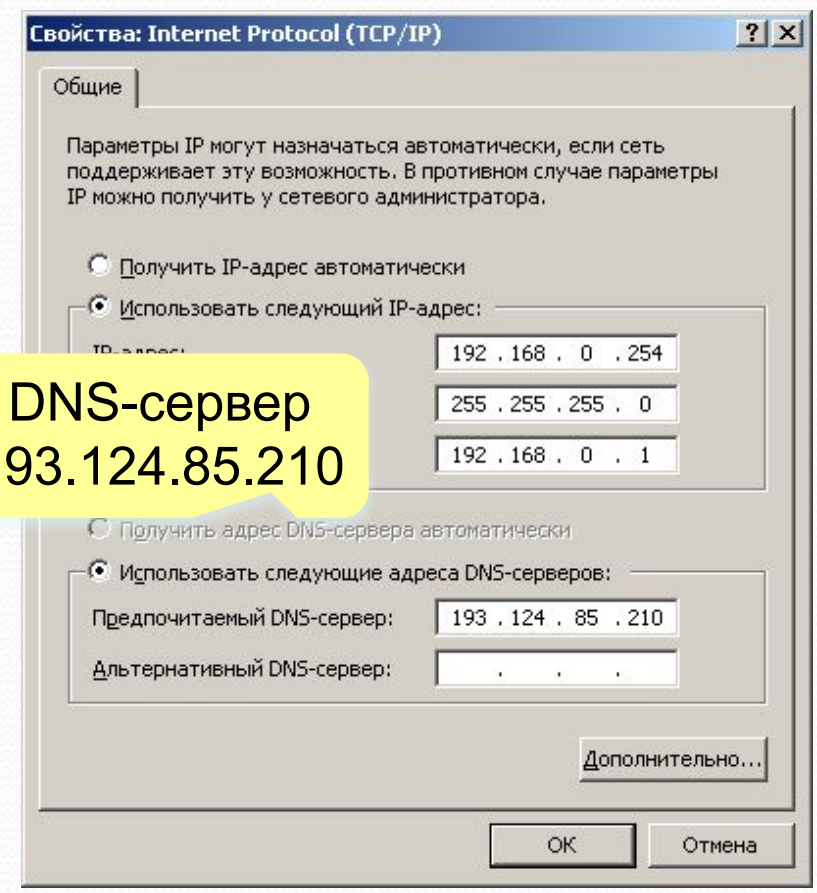 Свойства: Internet Protocol (TCP/IP)
Общие
Параметры IP могут назначаться автоматически, если сеть
поддерживает эту возможность. В противном случае параметры
IP можно получить у сетевого администратора.
Получить IP-адрес автоматически
Использовать следующий IP-адрес:
IP-адрес: 192 . 168 . 0 . 254
255 . 255 . 255 . 0
192 . 168 . 0 . 1
DNS-сервер
93.124.85.210
Получить адрес DNS-сервера автоматически
Использовать следующие адреса DNS-серверов:
Предпочитаемый DNS-сервер: 193 . 124 . 85 . 210
Альтернативный DNS-сервер: . . .
Дополнительно...
ОК Отмена